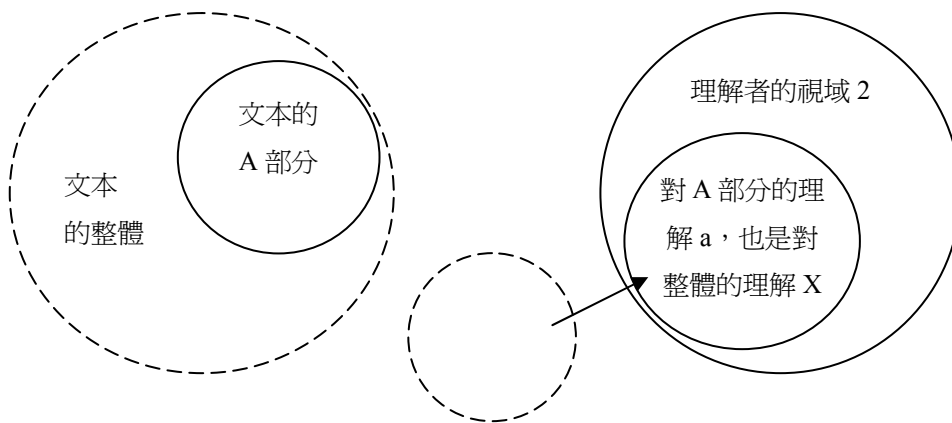 文本的
A 部分
文本
的整體
理解者的視域 2
對 A 部分的理
解 a，也是對
整體的理解 X